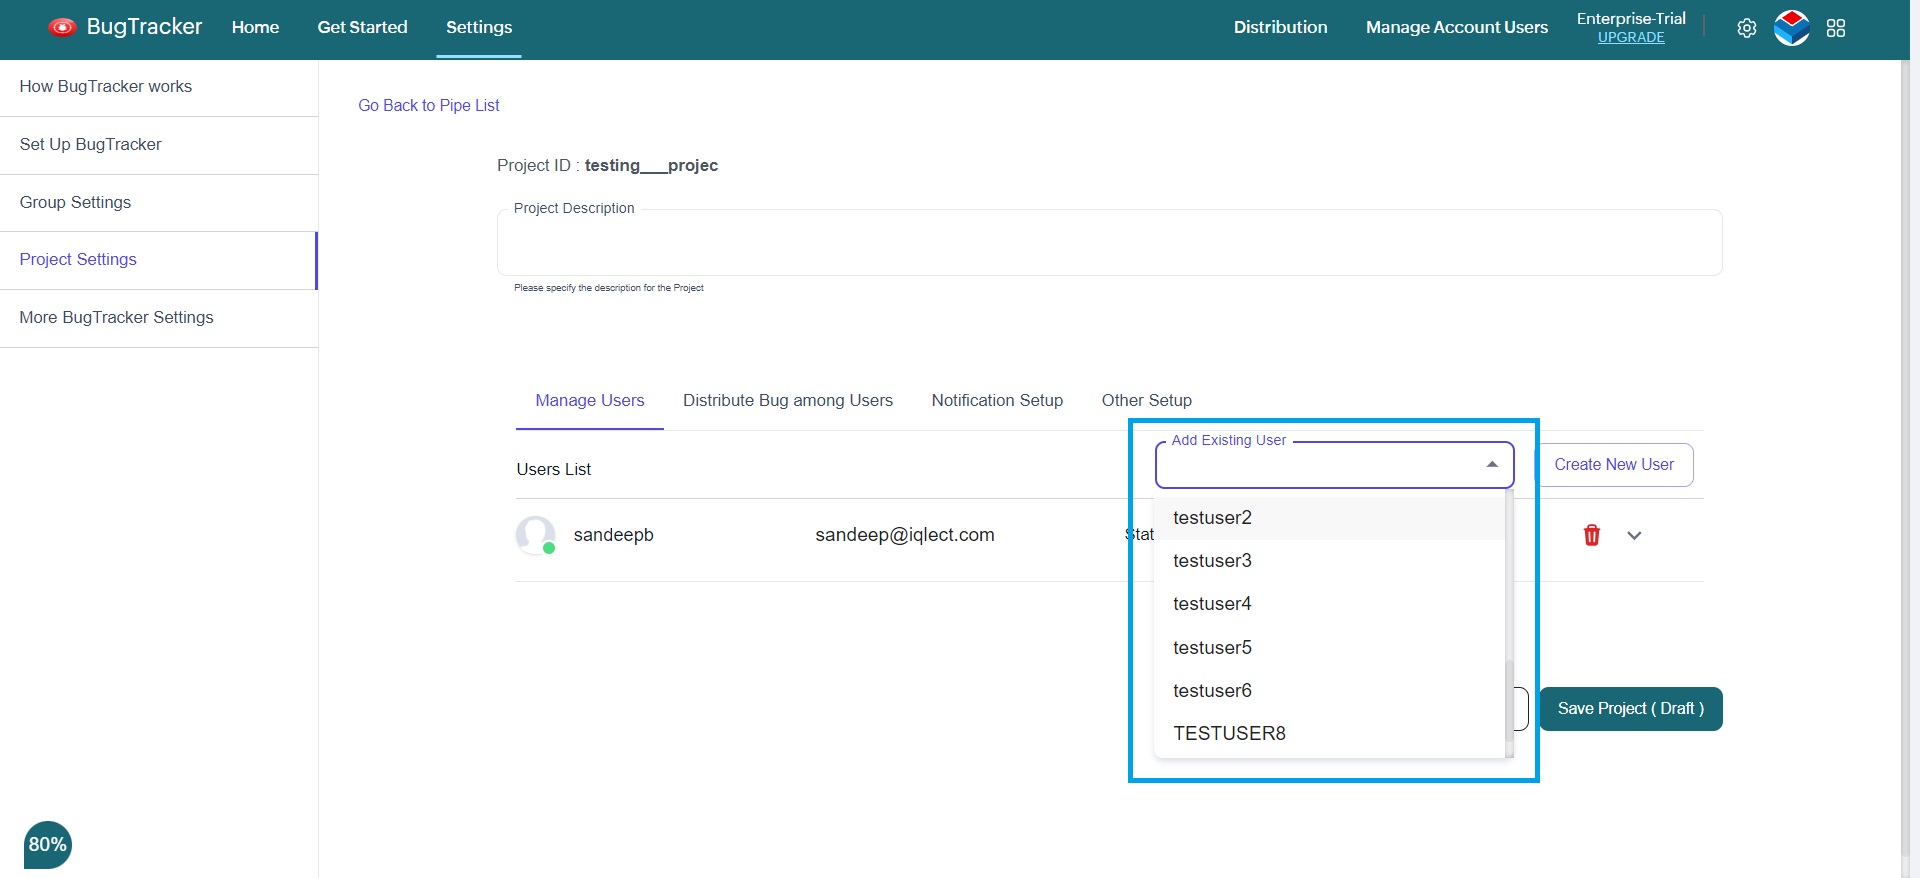 BugTracker Home Get Started Settings Distribution Manage Account Users Enterprise-Trial
UPGRADE
How BugTracker works
Set Up BugTracker
Group Settings
Project Settings
More BugTracker Settings
Go Back to Pipe List
Project ID : testing___projec
Project Description
Please specify the description for the Project
Manage Users Distribute Bug among Users Notification Setup Other Setup
Users List
Add Existing User
Create New User
sandeepb sandeep@iqlect.com Stat
testuser2
testuser3
testuser4
testuser5
testuser6
TESTUSER8
Save Project ( Draft )
80%